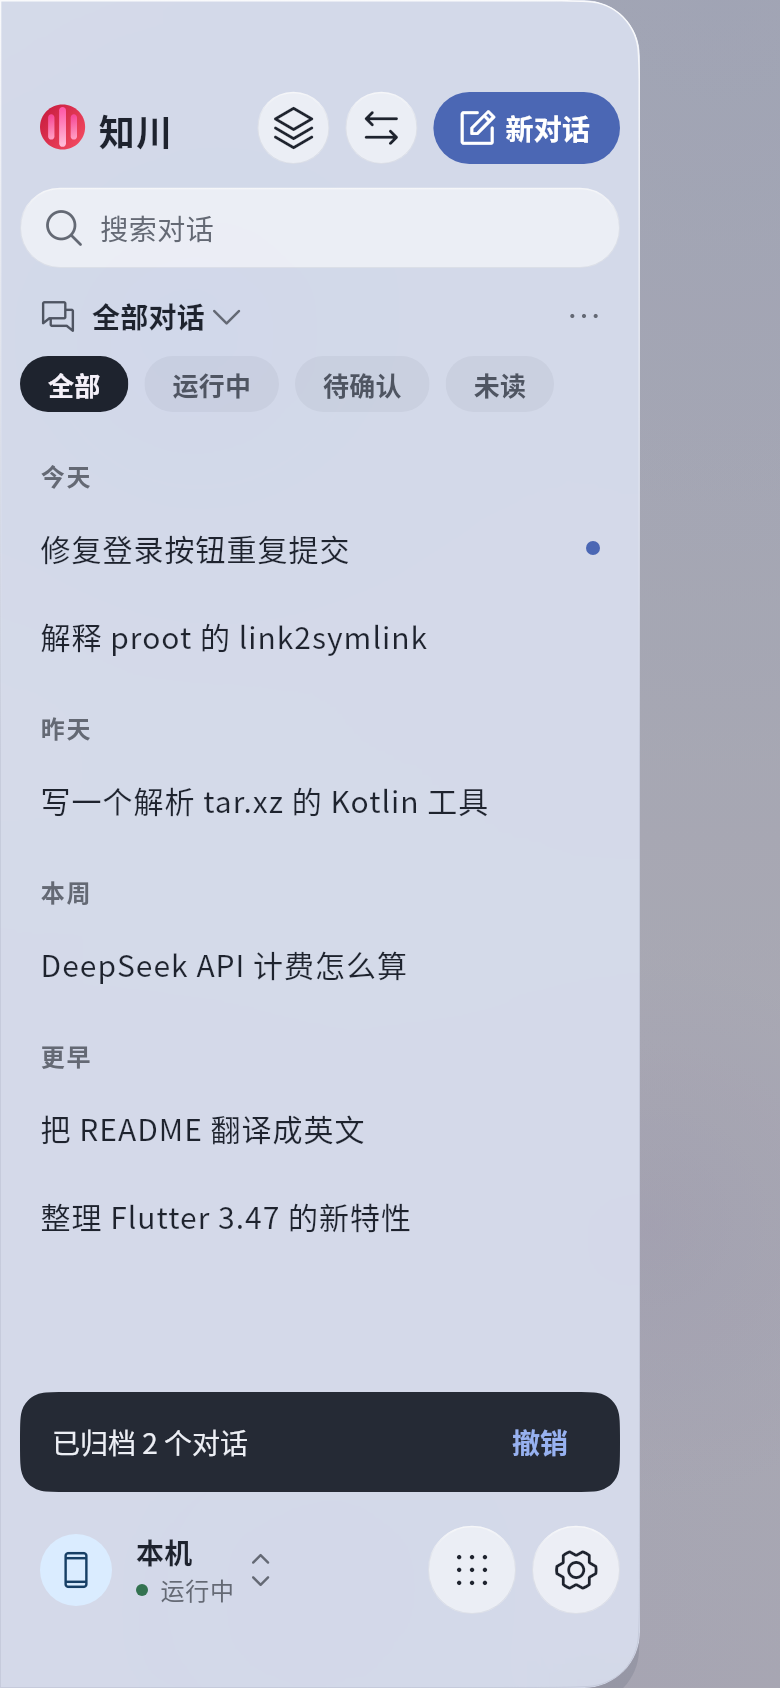 知川
新对话
搜索对话
全部对话
全部 运行中 待确认 未读
今天
修复登录按钮重复提交
解释 proot 的 link2symlink
昨天
写一个解析 tar.xz 的 Kotlin 工具
本周
DeepSeek API 计费怎么算
更早
把 README 翻译成英文
整理 Flutter 3.47 的新特性
已归档 2 个对话 撤销
本机
运行中